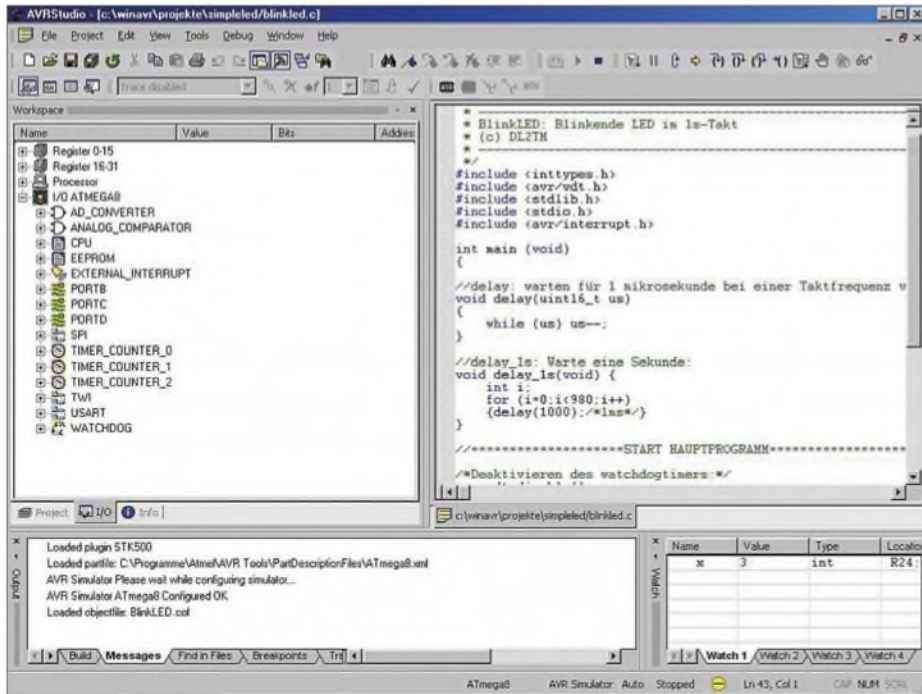 AVRStudio - [c:\winavr\projekte\simpleled/blinkled.c]
File Project Edit View Tools Debug Window Help
Trace disabled
Workspace
Name Value Bits Addres
Register 0-15
Register 16-31
Processor
I/O ATMEGA8
AD_CONVERTER
ANALOG_COMPARATOR
CPU
EEPROM
EXTERNAL_INTERRUPT
PORTB
PORTC
PORTD
SPI
TIMER_COUNTER_0
TIMER_COUNTER_1
TIMER_COUNTER_2
TWI
USART
WATCHDOG
Project I/O Info
* ----------------------------------------
* BlinkLED: Blinkende LED im 1s-Takt
* (c) DL2TM
* ----------------------------------------
*/
#include <inttypes.h>
#include <avr/wdt.h>
#include <stdlib.h>
#include <stdio.h>
#include <avr/interrupt.h>
int main (void)
{
//delay: warten für 1 mikrosekunde bei einer Taktfrequenz v
void delay(uint16_t us)
{
while (us) us--;
}
//delay_1s: Warte eine Sekunde:
void delay_1s(void) {
int i;
for (i=0;i<980;i++)
{delay(1000);/*1ms*/}
}
//=====================START HAUPTPROGRAMM=================
/*Deaktivieren des watchdogtimers:*/
c:\winavr\projekte\simpleled/blinkled.c
Output
Loaded plugin STK500
Loaded partfile: C:\Programme\Atmel\AVR Tools\PartDescriptionFiles\ATmega8.xml
AVR Simulator Please wait while configuring simulator...
AVR Simulator ATmega8 Configured OK
Loaded objectfile: BlinkLED.cof
Build Messages Find in Files Breakpoints
Watch
Name Value Type Locatio
x 3 int R24:
Watch 1 Watch 2 Watch 3 Watch 4
ATmega8 AVR Simulator Auto Stopped Ln 43, Col 1 CAP NUM SCRL